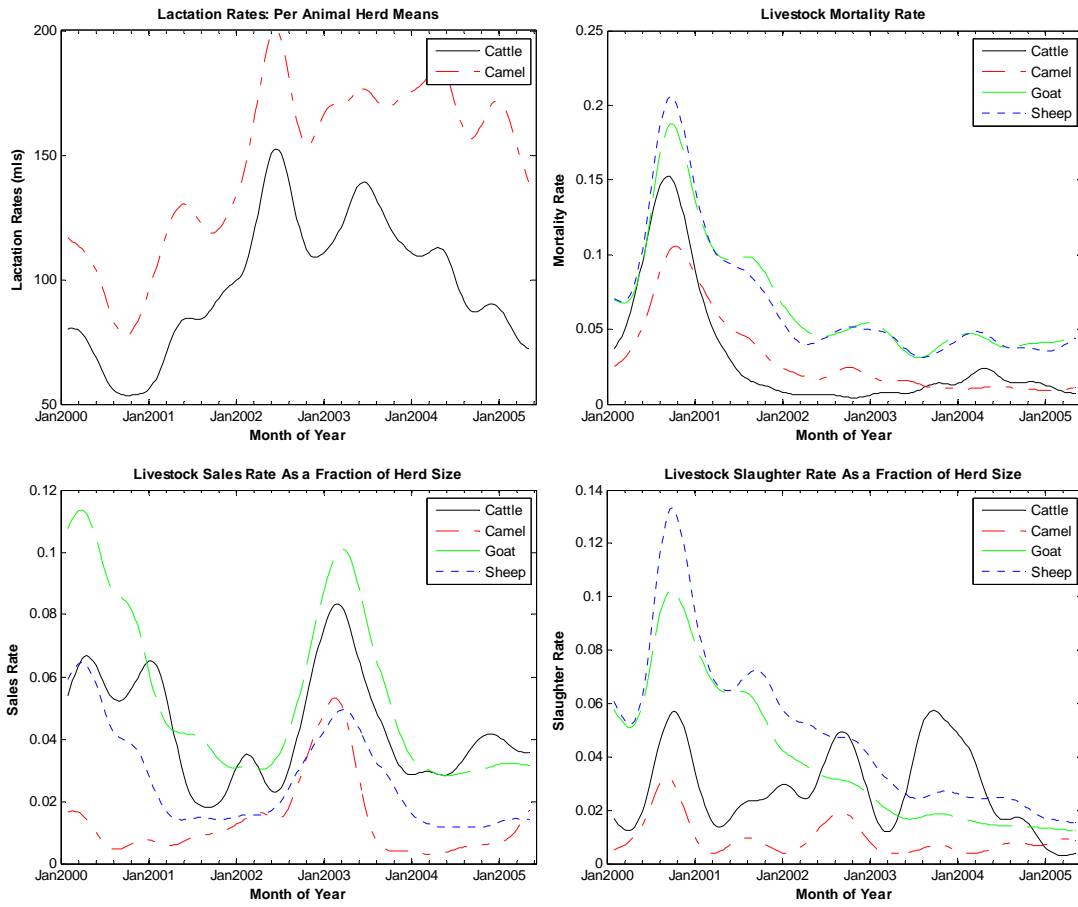 Lactation Rates: Per Animal Herd Means
200
150
100
50
Lactation Rates (mls)
Cattle
Camel
Jan2000 Jan2001 Jan2002 Jan2003 Jan2004 Jan2005
Month of Year
Livestock Mortality Rate
0.25
0.2
0.15
0.1
0.05
0
Mortality Rate
Cattle
Camel
Goat
Sheep
Jan2000 Jan2001 Jan2002 Jan2003 Jan2004 Jan2005
Month of Year
Livestock Sales Rate As a Fraction of Herd Size
0.12
0.1
0.08
0.06
0.04
0.02
0
Sales Rate
Cattle
Camel
Goat
Sheep
Jan2000 Jan2001 Jan2002 Jan2003 Jan2004 Jan2005
Month of Year
Livestock Slaughter Rate As a Fraction of Herd Size
0.14
0.12
0.1
0.08
0.06
0.04
0.02
0
Slaughter Rate
Cattle
Camel
Goat
Sheep
Jan2000 Jan2001 Jan2002 Jan2003 Jan2004 Jan2005
Month of Year